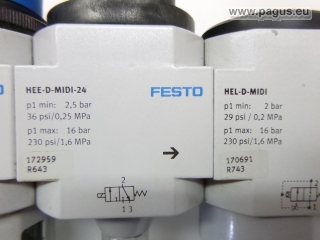 © www.pagus.eu
HEE-D-MIDI-24
FESTO
p1 min: 2,5 bar
36 psi/0,25 MPa
p1 max: 16 bar
230 psi/1,6 MPa
172959
R643
2
1 3
HEL-D-MIDI
p1 min: 2 bar
29 psi / 0,2 MPa
p1 max: 16 bar
230 psi/1,6 MPa
170691
R743